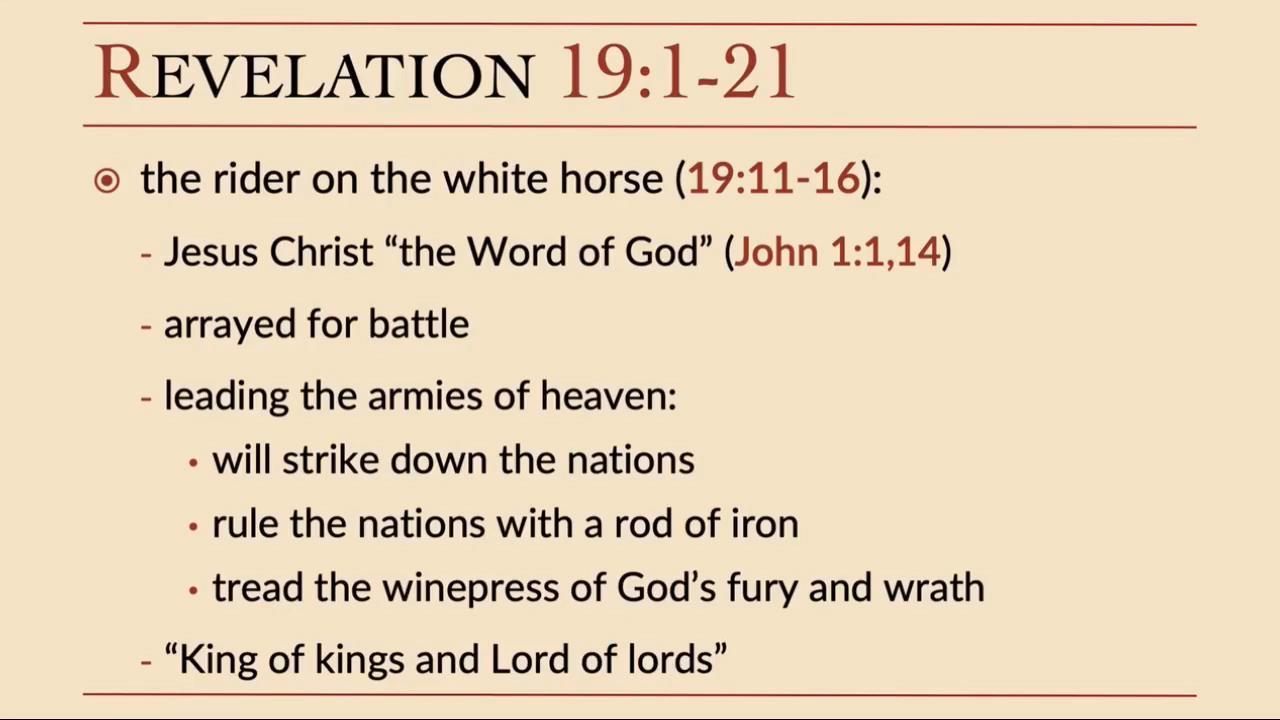 REVELATION 19:1-21
the rider on the white horse (19:11-16):
- Jesus Christ “the Word of God” (John 1:1,14)
- arrayed for battle
- leading the armies of heaven:
• will strike down the nations
• rule the nations with a rod of iron
• tread the winepress of God’s fury and wrath
- “King of kings and Lord of lords”